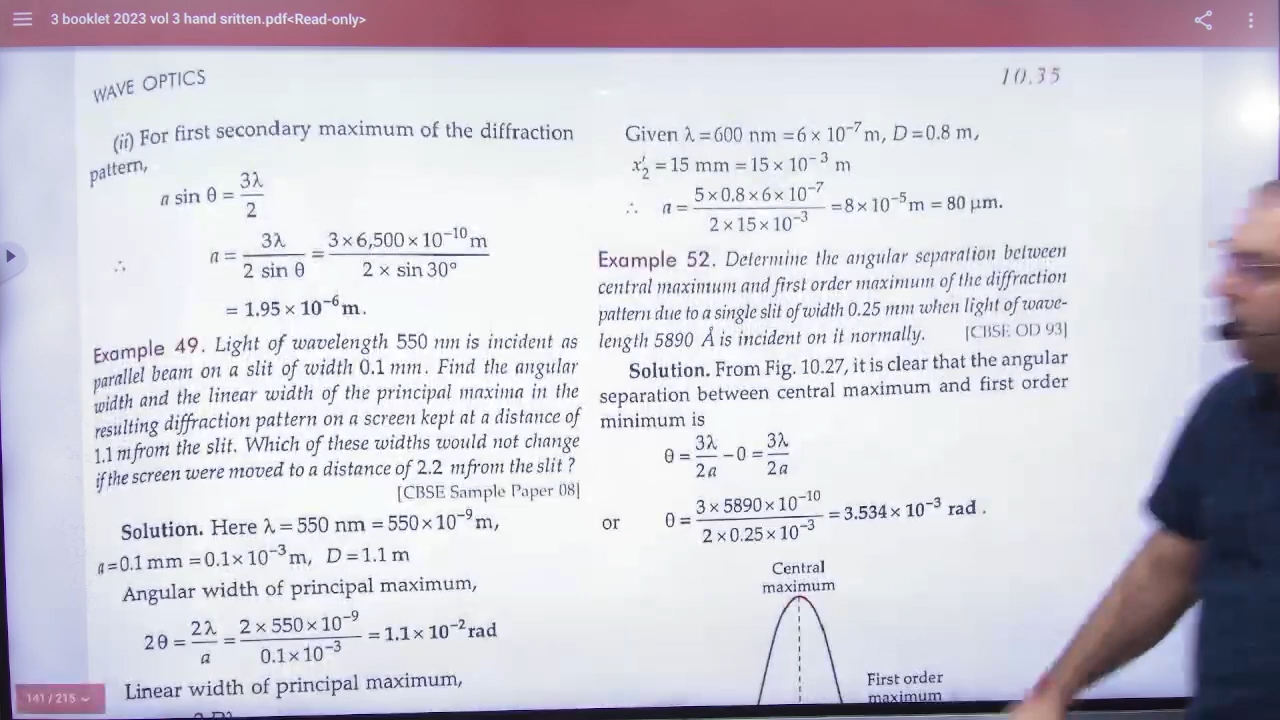 3 booklet 2023 vol 3 hand sritten.pdf<Read-only>
WAVE OPTICS
10.35
(ii) For first secondary maximum of the diffraction
pattern,
a sin θ = 3λ/2
∴ a = 3λ/(2 sin θ) = (3 × 6,500 × 10⁻¹⁰ m)/(2 × sin 30°)
= 1.95 × 10⁻⁶ m.
Example 49. Light of wavelength 550 nm is incident as
parallel beam on a slit of width 0.1 mm. Find the angular
width and the linear width of the principal maxima in the
resulting diffraction pattern on a screen kept at a distance of
1.1 mfrom the slit. Which of these widths would not change
if the screen were moved to a distance of 2.2 mfrom the slit ?
[CBSE Sample Paper 08]
Solution. Here λ = 550 nm = 550 × 10⁻⁹ m,
a = 0.1 mm = 0.1 × 10⁻³ m, D = 1.1 m
Angular width of principal maximum,
2θ = 2λ/a = (2 × 550 × 10⁻⁹)/(0.1 × 10⁻³) = 1.1 × 10⁻² rad
Linear width of principal maximum,
Given λ = 600 nm = 6 × 10⁻⁷ m, D = 0.8 m,
x′₂ = 15 mm = 15 × 10⁻³ m
∴ a = (5 × 0.8 × 6 × 10⁻⁷)/(2 × 15 × 10⁻³) = 8 × 10⁻⁵ m = 80 μm.
Example 52. Determine the angular separation between
central maximum and first order maximum of the diffraction
pattern due to a single slit of width 0.25 mm when light of wave-
length 5890 Å is incident on it normally. [CBSE OD 93]
Solution. From Fig. 10.27, it is clear that the angular
separation between central maximum and first order
minimum is
θ = 3λ/2a − 0 = 3λ/2a
or θ = (3 × 5890 × 10⁻¹⁰)/(2 × 0.25 × 10⁻³) = 3.534 × 10⁻³ rad .
Central
maximum
First order
maximum
141 / 215